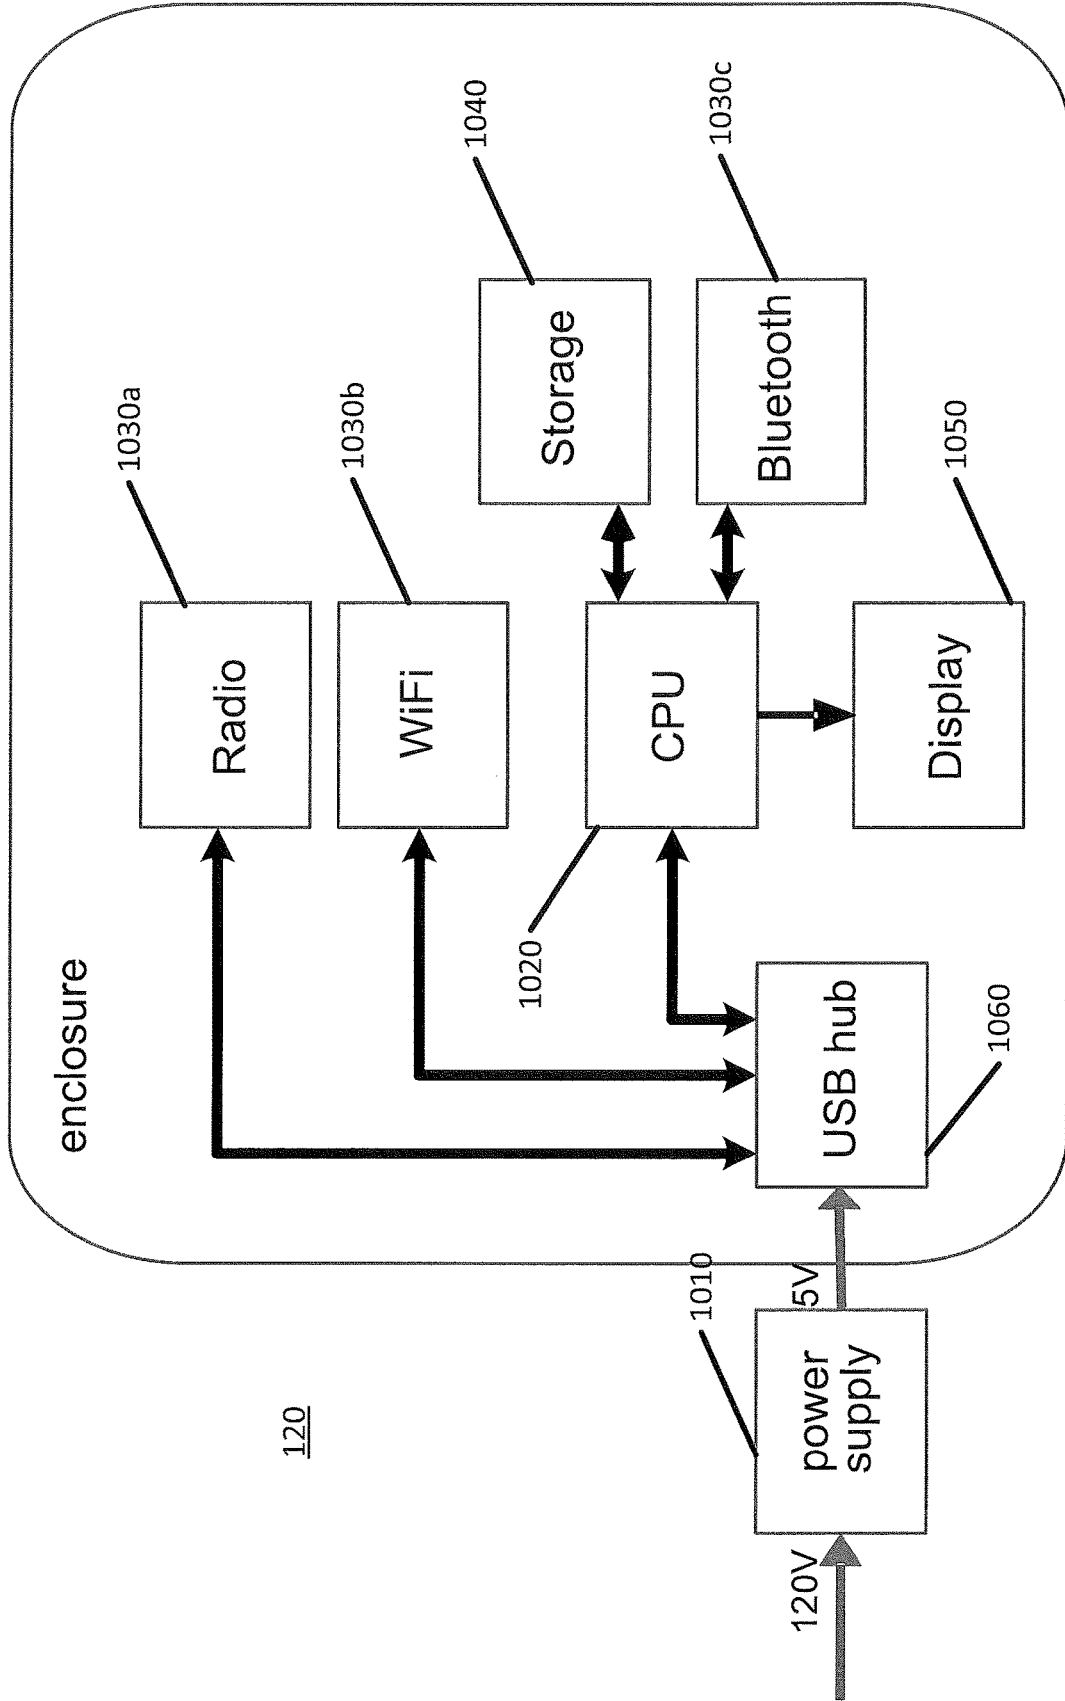 enclosure
Radio
1030a
WiFi
1030b
Storage
1040
CPU
1020
Bluetooth
1030c
Display
1050
USB hub
1060
120
power
supply
1010
5V
120V